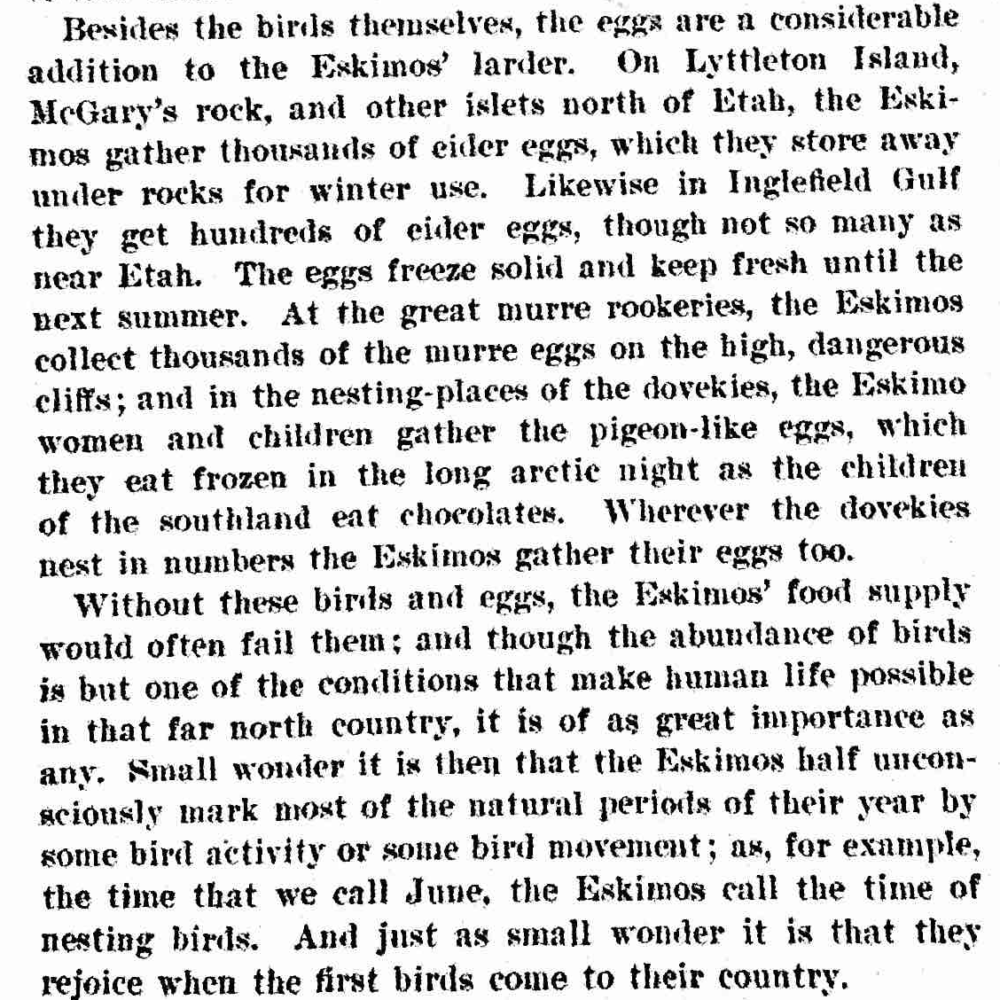 Besides the birds themselves, the eggs are a considerable
addition to the Eskimos' larder. On Lyttleton Island,
McGary's rock, and other islets north of Etah, the Eski-
mos gather thousands of eider eggs, which they store away
under rocks for winter use. Likewise in Inglefield Gulf
they get hundreds of eider eggs, though not so many as
near Etah. The eggs freeze solid and keep fresh until the
next summer. At the great murre rookeries, the Eskimos
collect thousands of the murre eggs on the high, dangerous
cliffs; and in the nesting-places of the dovekies, the Eskimo
women and children gather the pigeon-like eggs, which
they eat frozen in the long arctic night as the children
of the southland eat chocolates. Wherever the dovekies
nest in numbers the Eskimos gather their eggs too.
Without these birds and eggs, the Eskimos' food supply
would often fail them; and though the abundance of birds
is but one of the conditions that make human life possible
in that far north country, it is of as great importance as
any. Small wonder it is then that the Eskimos half uncon-
sciously mark most of the natural periods of their year by
some bird activity or some bird movement; as, for example,
the time that we call June, the Eskimos call the time of
nesting birds. And just as small wonder it is that they
rejoice when the first birds come to their country.